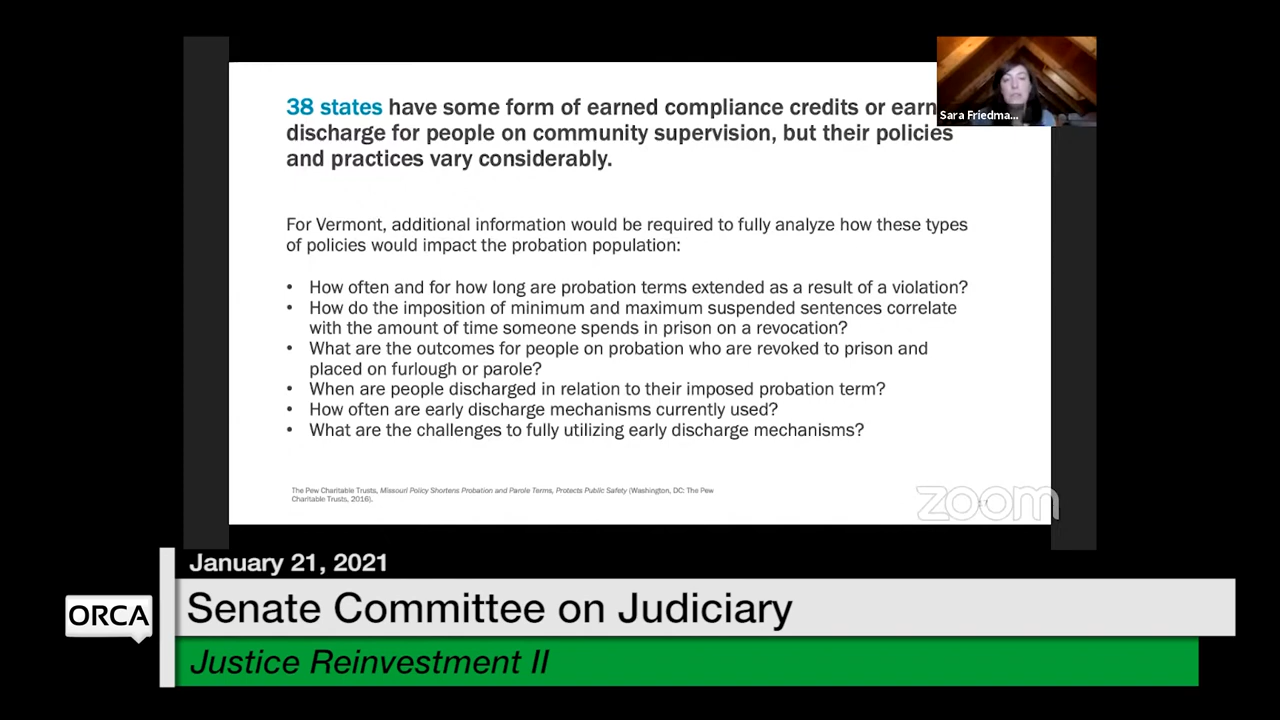 38 states have some form of earned compliance credits or earn
discharge for people on community supervision, but their policies
and practices vary considerably.
Sara Friedma...
For Vermont, additional information would be required to fully analyze how these types
of policies would impact the probation population:
• How often and for how long are probation terms extended as a result of a violation?
• How do the imposition of minimum and maximum suspended sentences correlate
with the amount of time someone spends in prison on a revocation?
• What are the outcomes for people on probation who are revoked to prison and
placed on furlough or parole?
• When are people discharged in relation to their imposed probation term?
• How often are early discharge mechanisms currently used?
• What are the challenges to fully utilizing early discharge mechanisms?
The Pew Charitable Trusts, Missouri Policy Shortens Probation and Parole Terms, Protects Public Safety (Washington, DC: The Pew
Charitable Trusts, 2016).
zoom
January 21, 2021
ORCA
Senate Committee on Judiciary
Justice Reinvestment II